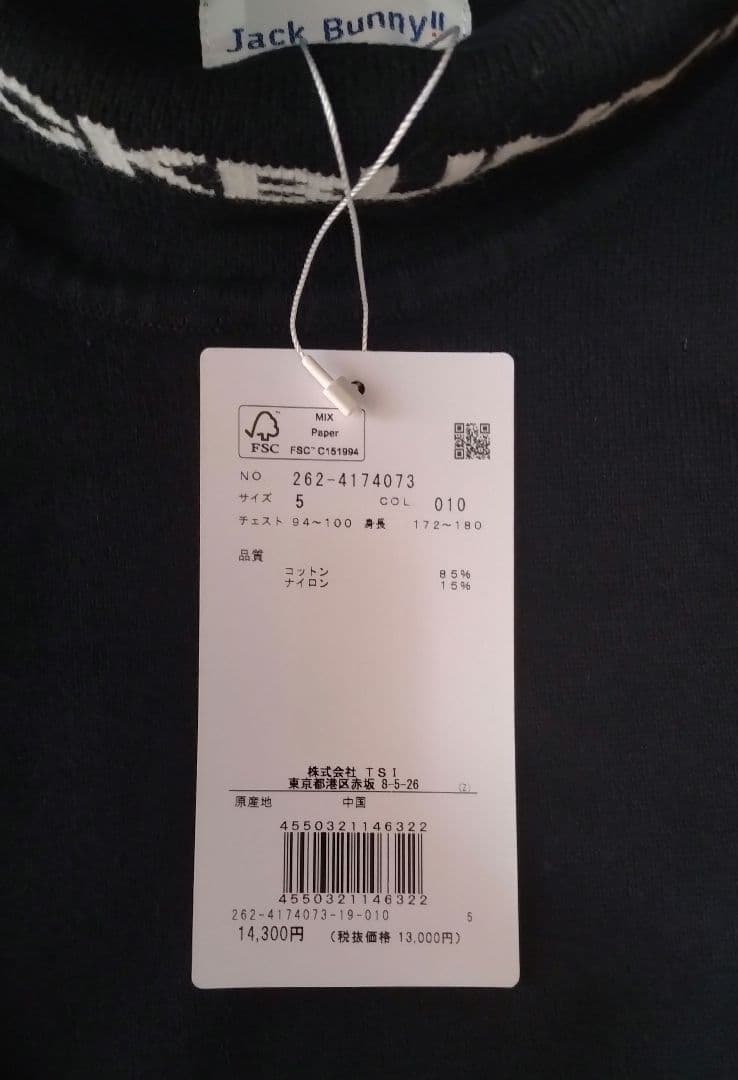 Jack Bunny!!
MIX
Paper
FSC™ C151994
FSC
NO 262-4174073
サイズ 5 COL 010
チェスト 94～100 身長 172～180
品質
コットン 85%
ナイロン 15%
株式会社 TSI
東京都港区赤坂 8-5-26 (Z)
原産地 中国
4550321146322
4550321146322
262-4174073-19-010 5
14,300円 (税抜価格 13,000円)